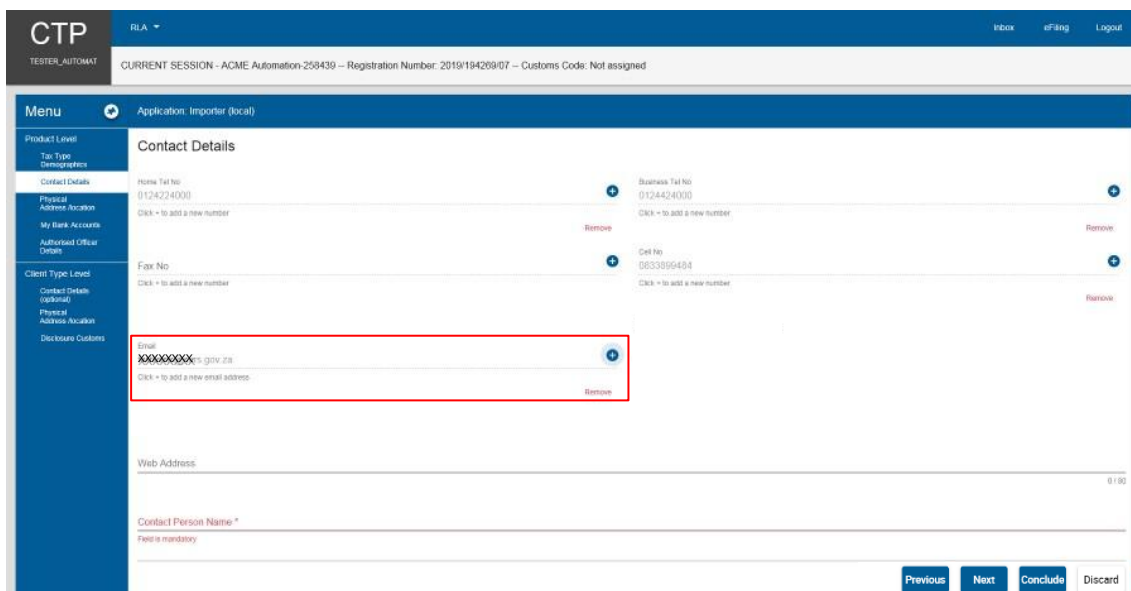 CTP
TESTER_AUTOMAT
RLA
Inbox eFiling Logout
CURRENT SESSION - ACME Automation-258439 -- Registration Number: 2019/194269/07 -- Customs Code: Not assigned
Menu
Application: Importer (local)
Product Level
Tax Type
Demographics
Contact Details
Physical
Address /location
My Bank Accounts
Authorised Officer
Details
Client Type Level
Contact Details
(optional)
Physical
Address /location
Disclosure Customs
Contact Details
Home Tel No
0124224000
Click + to add a new number
Remove
Business Tel No
0124424000
Click + to add a new number
Remove
Fax No
Click + to add a new number
Cell No
0833899484
Click + to add a new number
Remove
Email
XXXXXXXXrs.gov.za
Click + to add a new email address
Remove
Web Address
0 / 80
Contact Person Name *
Field is mandatory
Previous Next Conclude Discard